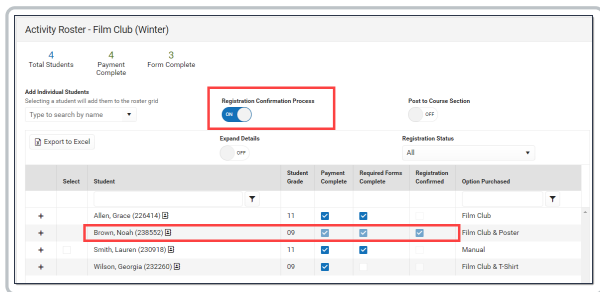 Activity Roster - Film Club (Winter)
4 4 3
Total Students Payment Complete Form Complete
Add Individual Students
Selecting a student will add them to the roster grid
Registration Confirmation Process
Post to Course Section
Type to search by name
ON
OFF
Export to Excel
Expand Details
Registration Status
OFF
All
Select Student Student Grade Payment Complete Required Forms Complete Registration Confirmed Option Purchased
+ Allen, Grace (226414) 11 Film Club
+ Brown, Noah (238552) 09 Film Club & Poster
+ Smith, Lauren (230918) 11 Manual
+ Wilson, Georgia (232260) 09 Film Club & T-Shirt